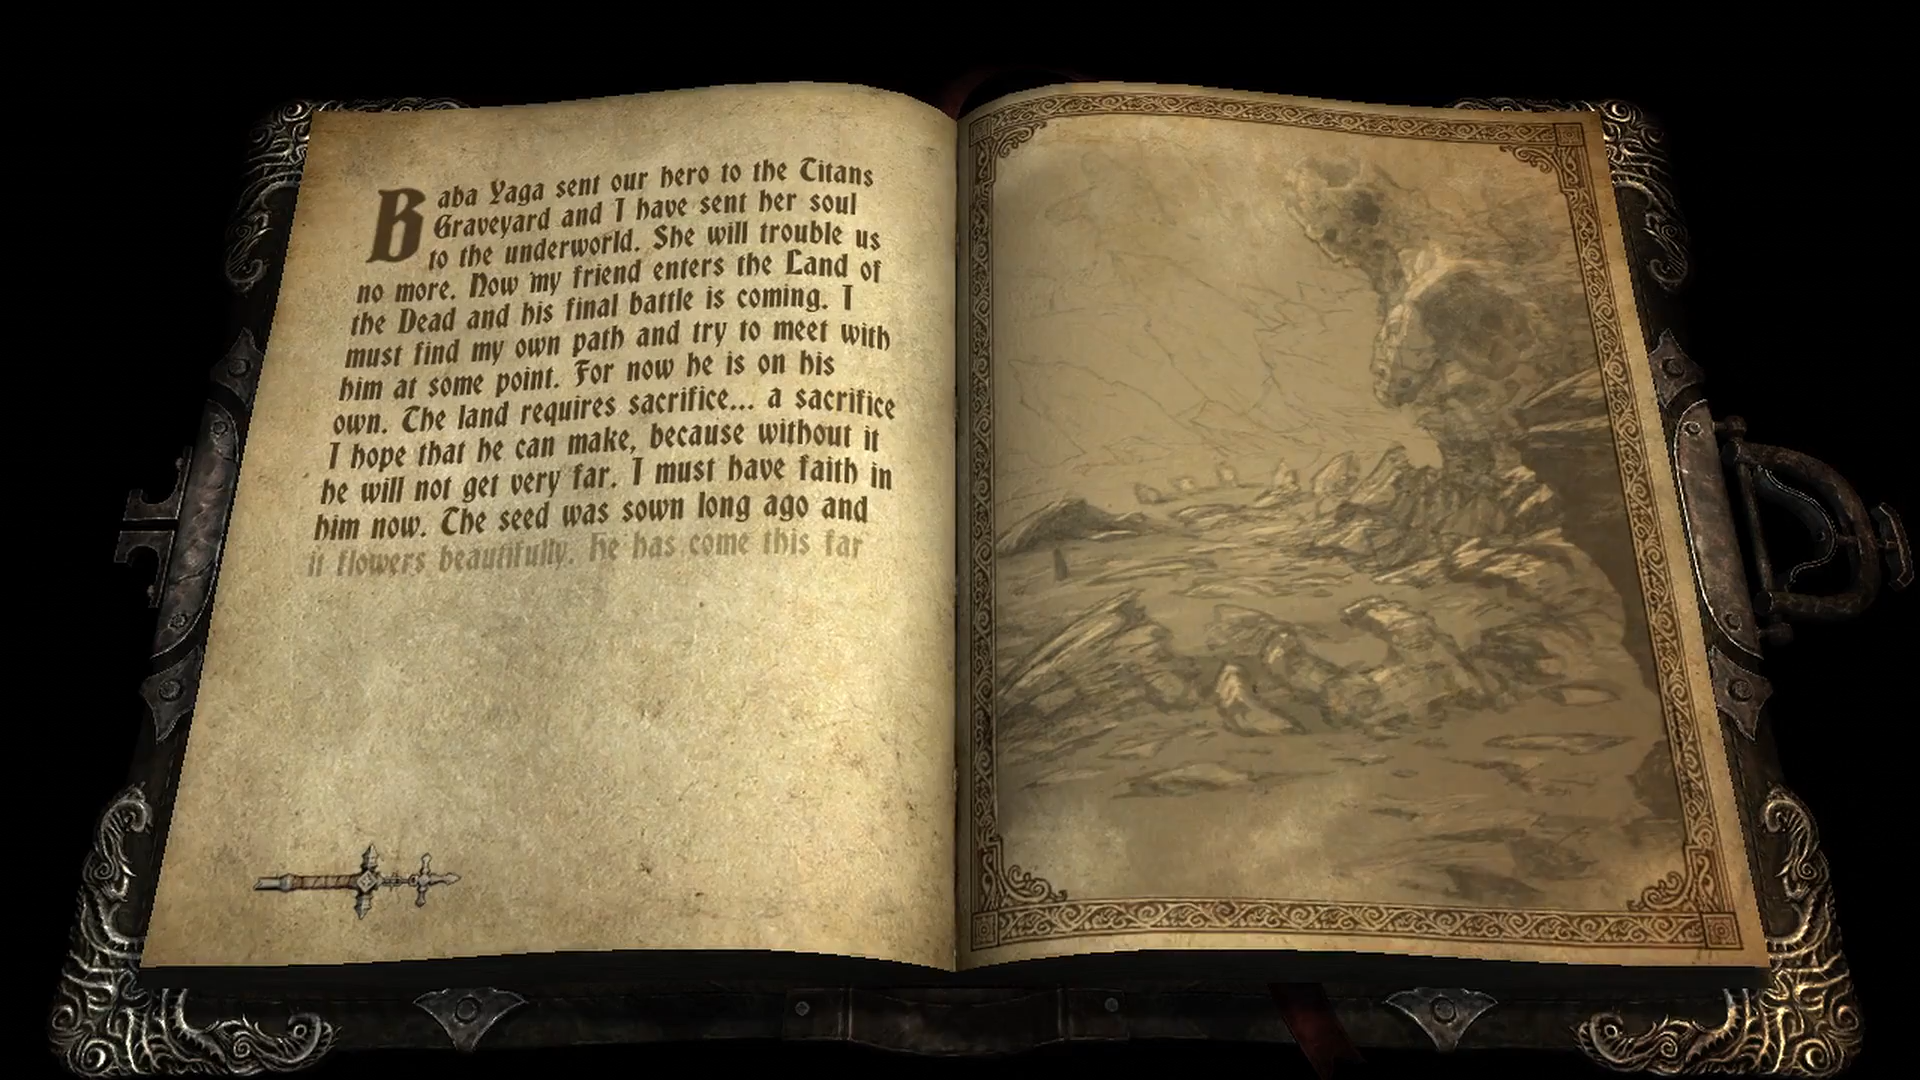 Baba Yaga sent our hero to the Titans
Graveyard and I have sent her soul
to the underworld. She will trouble us
no more. Now my friend enters the Land of
the Dead and his final battle is coming. I
must find my own path and try to meet with
him at some point. For now he is on his
own. The land requires sacrifice... a sacrifice
I hope that he can make, because without it
he will not get very far. I must have faith in
him now. The seed was sown long ago and
it flowers beautifully. He has come this far